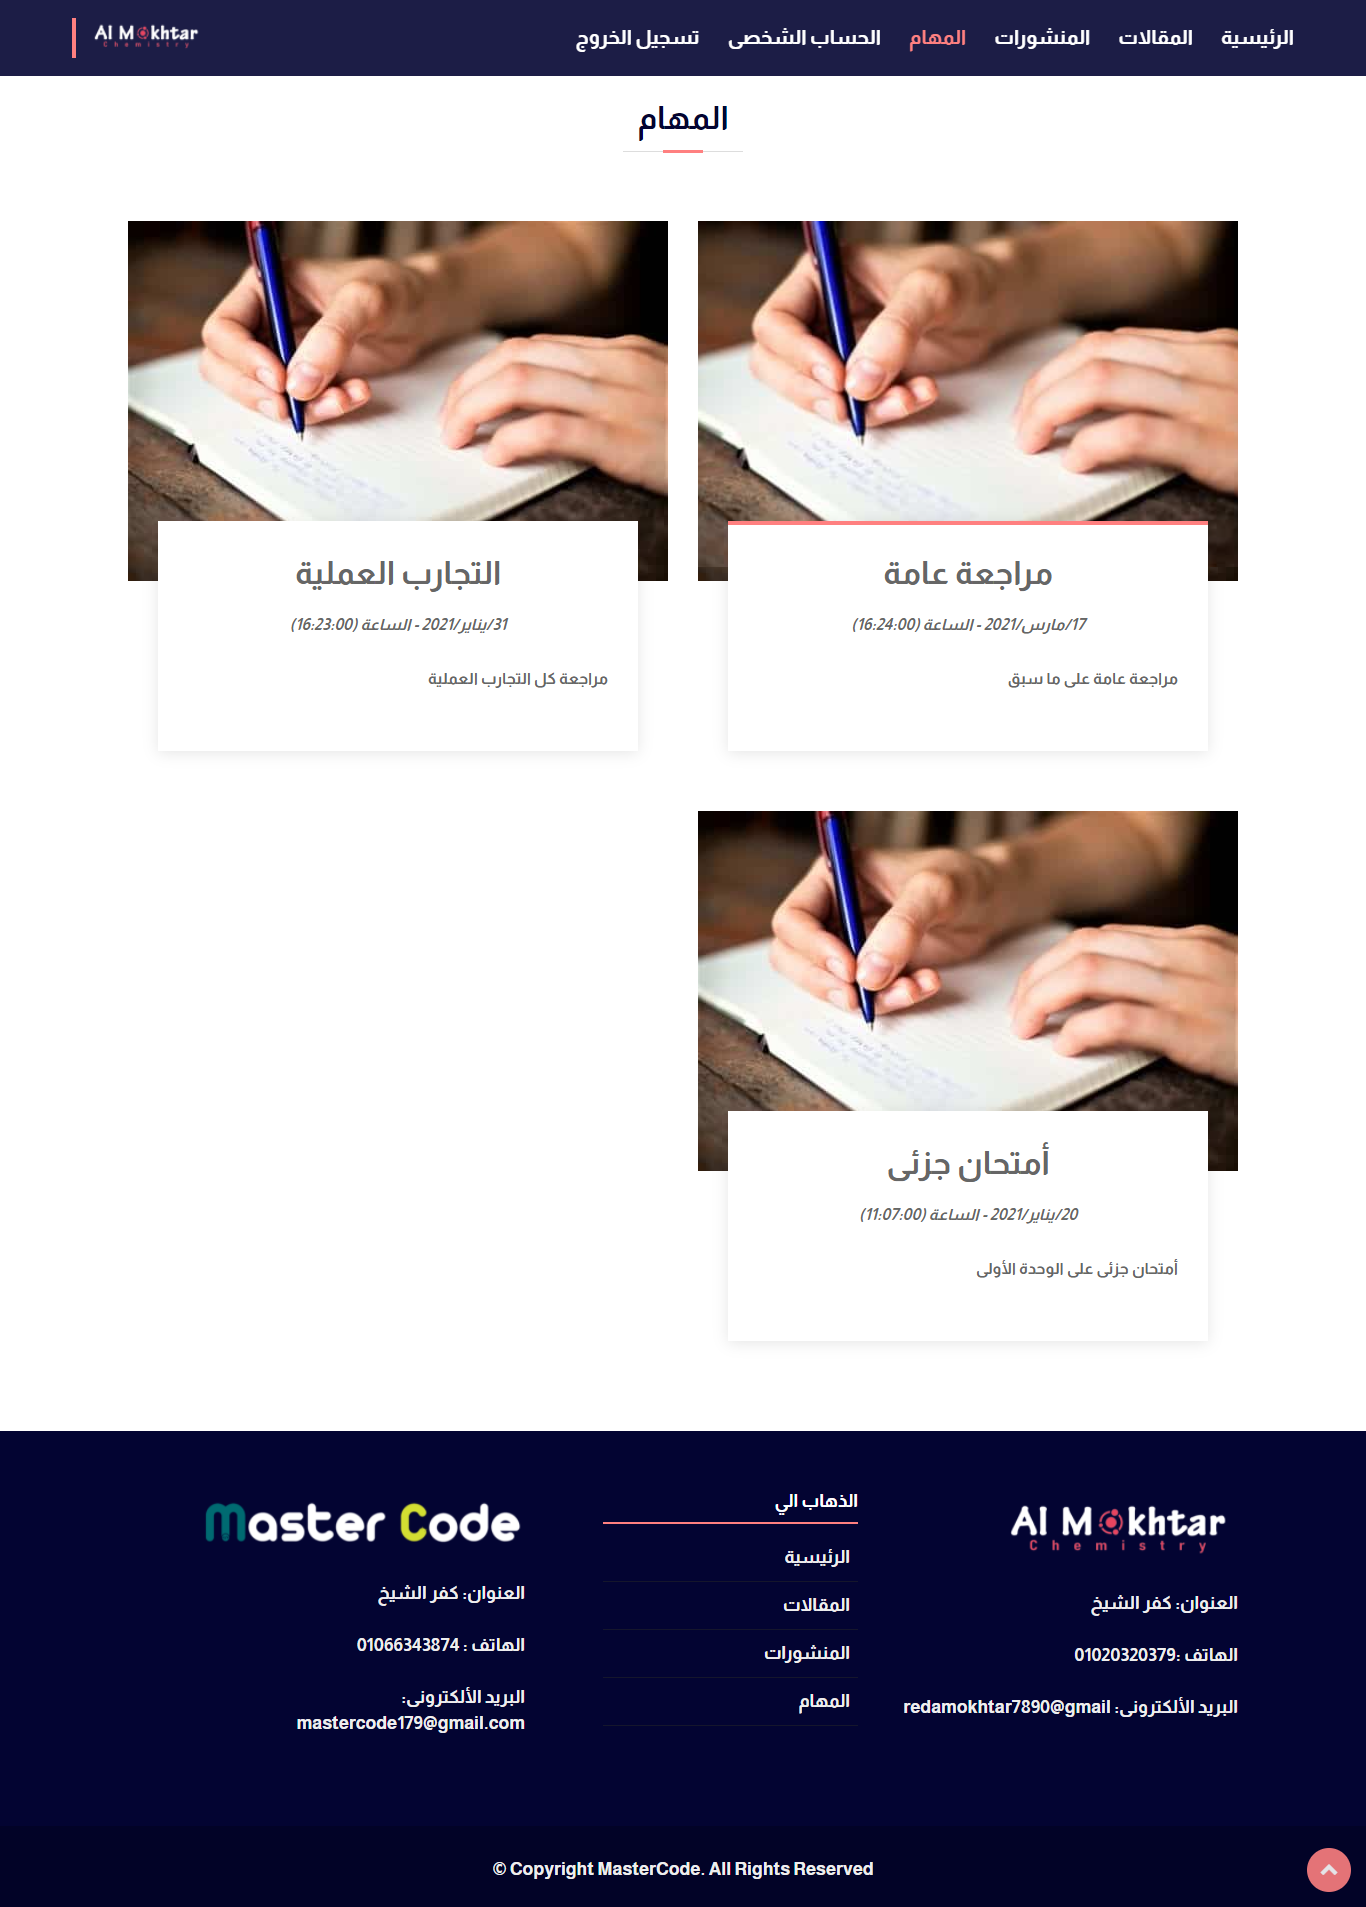 الرئيسية
المقالات
المنشورات
المهام
الحساب الشخصى
تسجيل الخروج
Al Mokhtar
Chemistry
المهام
مراجعة عامة
17/مارس/2021 - الساعة (16:24:00)
مراجعة عامة على ما سبق
التجارب العملية
31/يناير/2021 - الساعة (16:23:00)
مراجعة كل التجارب العملية
أمتحان جزئى
20/يناير/2021 - الساعة (11:07:00)
أمتحان جزئى على الوحدة الأولى
Al Mokhtar
Chemistry
العنوان: كفر الشيخ
الهاتف :01020320379
البريد الألكترونى: redamokhtar7890@gmail
الذهاب الي
الرئيسية
المقالات
المنشورات
المهام
Master Code
العنوان: كفر الشيخ
الهاتف : 01066343874
البريد الألكترونى:
mastercode179@gmail.com
© Copyright MasterCode. All Rights Reserved